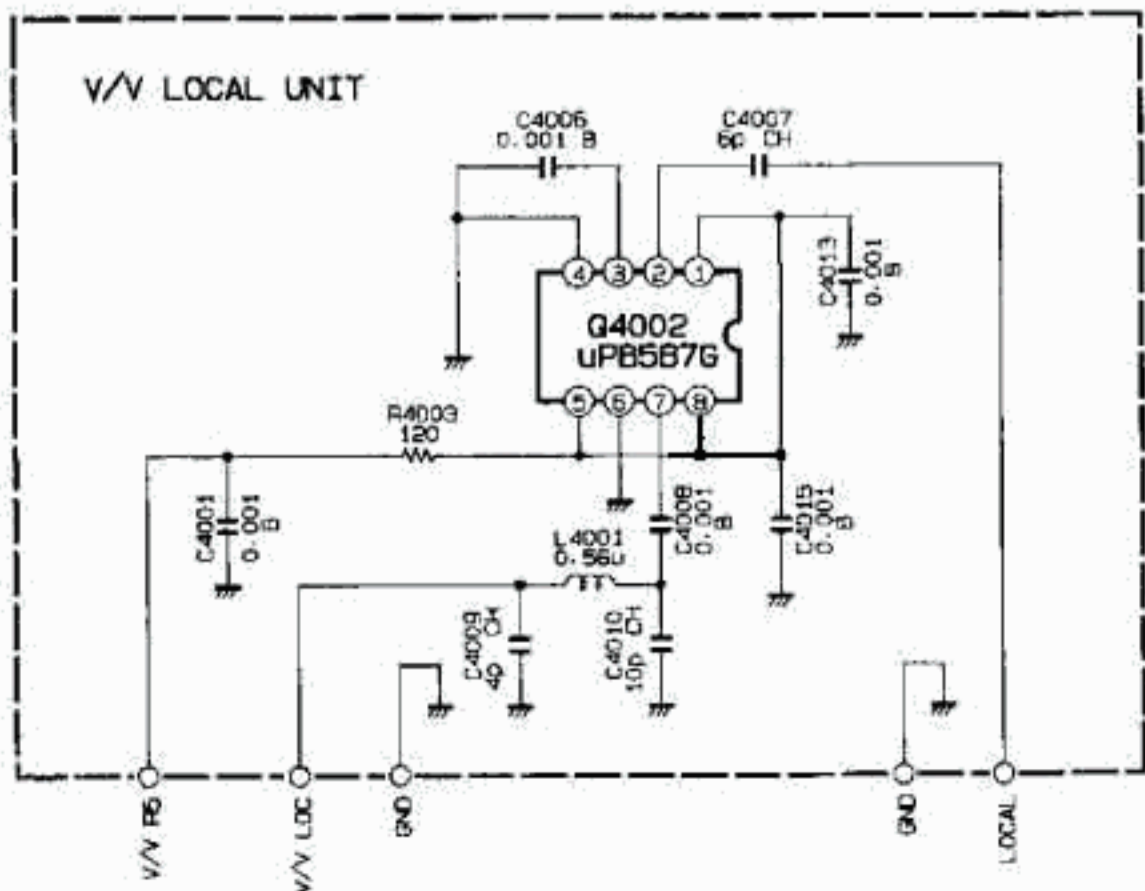 V/V LOCAL UNIT
C4006
0.001 B
C4007
6p CH
C4013
0.001
B
4
3
2
1
Q4002
uPB587G
5
6
7
8
R4003
120
C4001
0.001
B
L4001
0.56u
C4008
0.001
B
C4015
0.001
B
C4009
4p CH
C4010
10p CH
V/V R5
V/V LOC
GND
GND
LOCAL